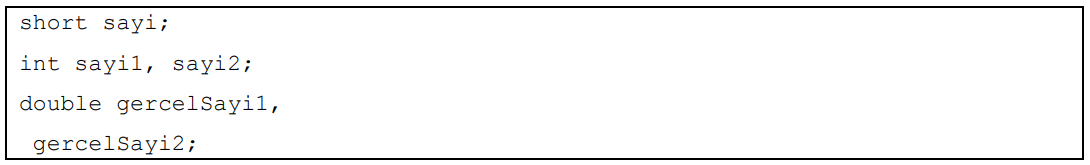 short sayi;
int sayi1, sayi2;
double gercelSayi1,
gercelSayi2;